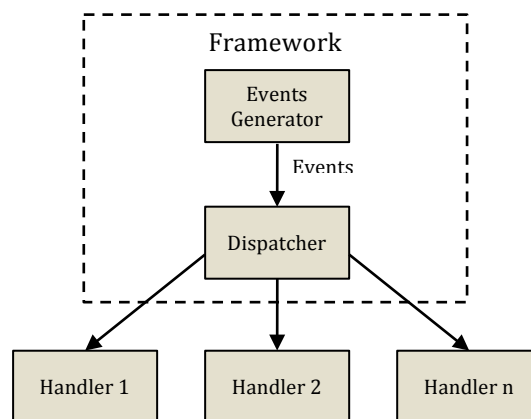 Framework
Events
Generator
Events
Dispatcher
Handler 1
Handler 2
Handler n